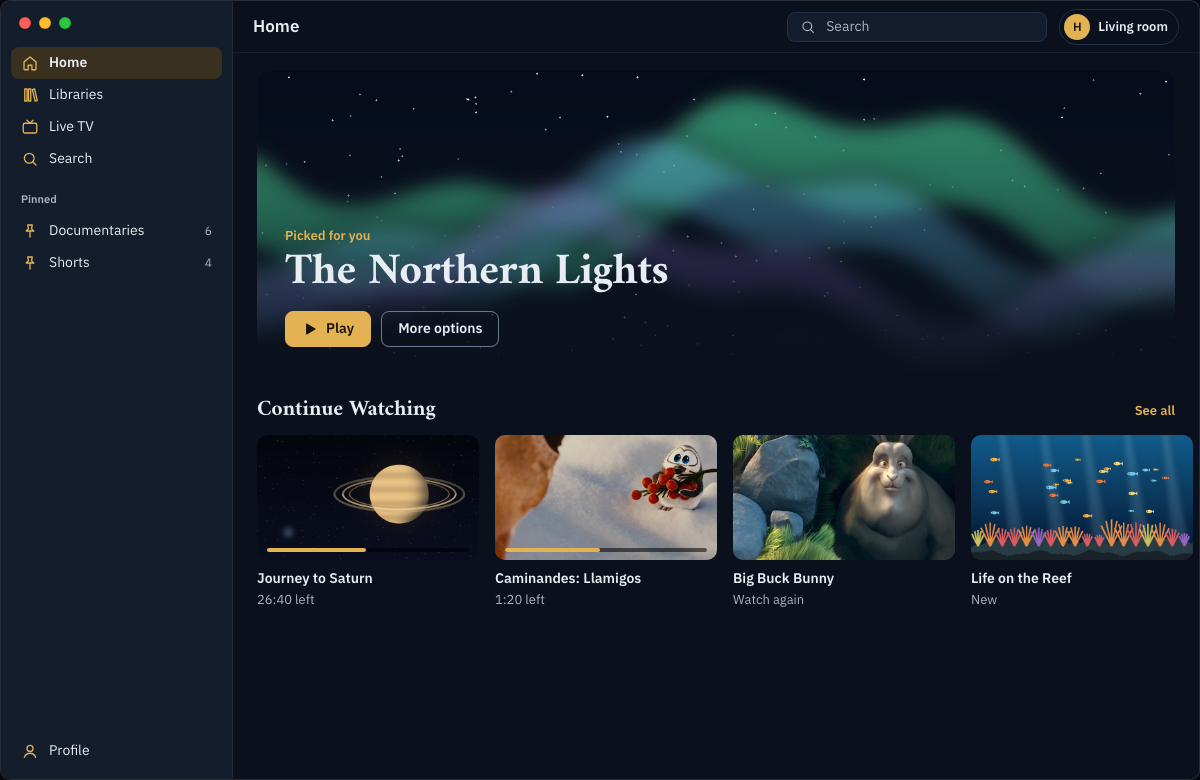 Home
Libraries
Live TV
Search
Pinned
Documentaries 6
Shorts 4
Profile
Home
Search
H Living room
Picked for you
The Northern Lights
Play
More options
Continue Watching
See all
Journey to Saturn
26:40 left
Caminandes: Llamigos
1:20 left
Big Buck Bunny
Watch again
Life on the Reef
New